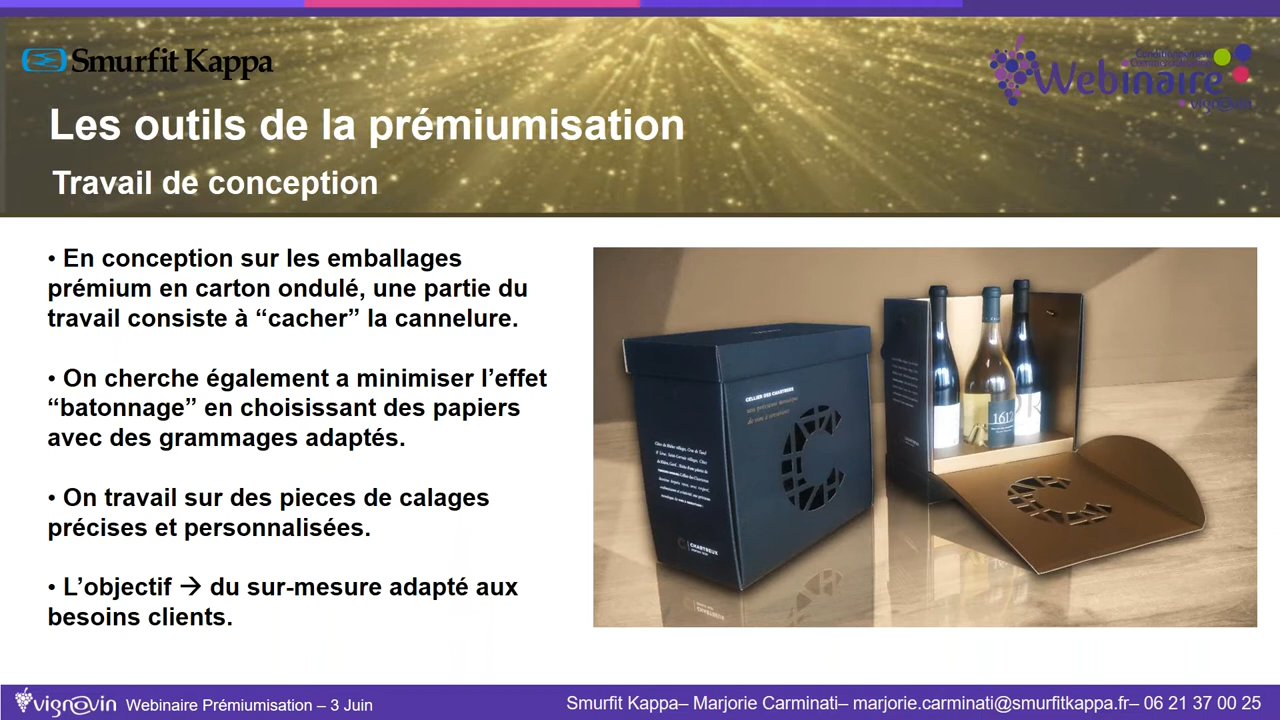 Smurfit Kappa
Conditionnement
Webinaire
vignovin
Les outils de la prémiumisation
Travail de conception
• En conception sur les emballages
prémium en carton ondulé, une partie du
travail consiste à “cacher” la cannelure.
• On cherche également a minimiser l’effet
“batonnage” en choisissant des papiers
avec des grammages adaptés.
• On travail sur des pieces de calages
précises et personnalisées.
• L’objectif → du sur-mesure adapté aux
besoins clients.
CELLIER DES CHARTREUX
CHARTREUX
1612
vignovin Webinaire Prémiumisation – 3 Juin
Smurfit Kappa– Marjorie Carminati– marjorie.carminati@smurfitkappa.fr– 06 21 37 00 25